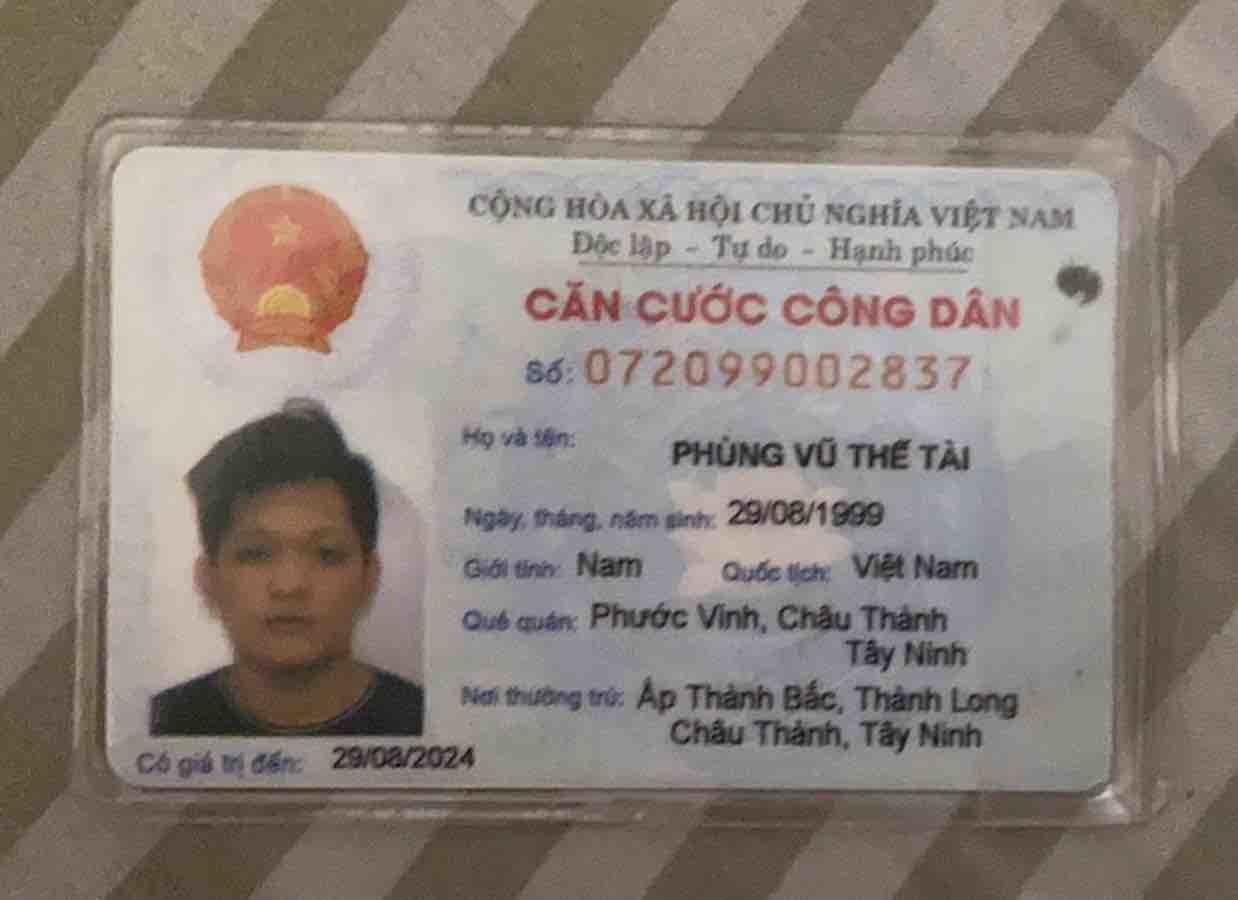 CỘNG HÒA XÃ HỘI CHỦ NGHĨA VIỆT NAM
Độc lập - Tự do - Hạnh phúc
CĂN CƯỚC CÔNG DÂN
Số: 072099002837
Họ và tên: PHÙNG VŨ THẾ TÀI
Ngày, tháng, năm sinh: 29/08/1999
Giới tính: Nam Quốc tịch: Việt Nam
Quê quán: Phước Vinh, Châu Thành
Tây Ninh
Nơi thường trú: Ấp Thành Bắc, Thành Long
Châu Thành, Tây Ninh
Có giá trị đến: 29/08/2024